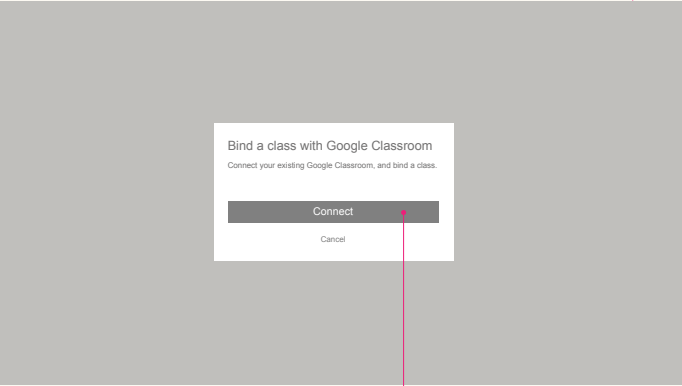 Bind a class with Google Classroom
Connect your existing Google Classroom, and bind a class.
Connect
Cancel